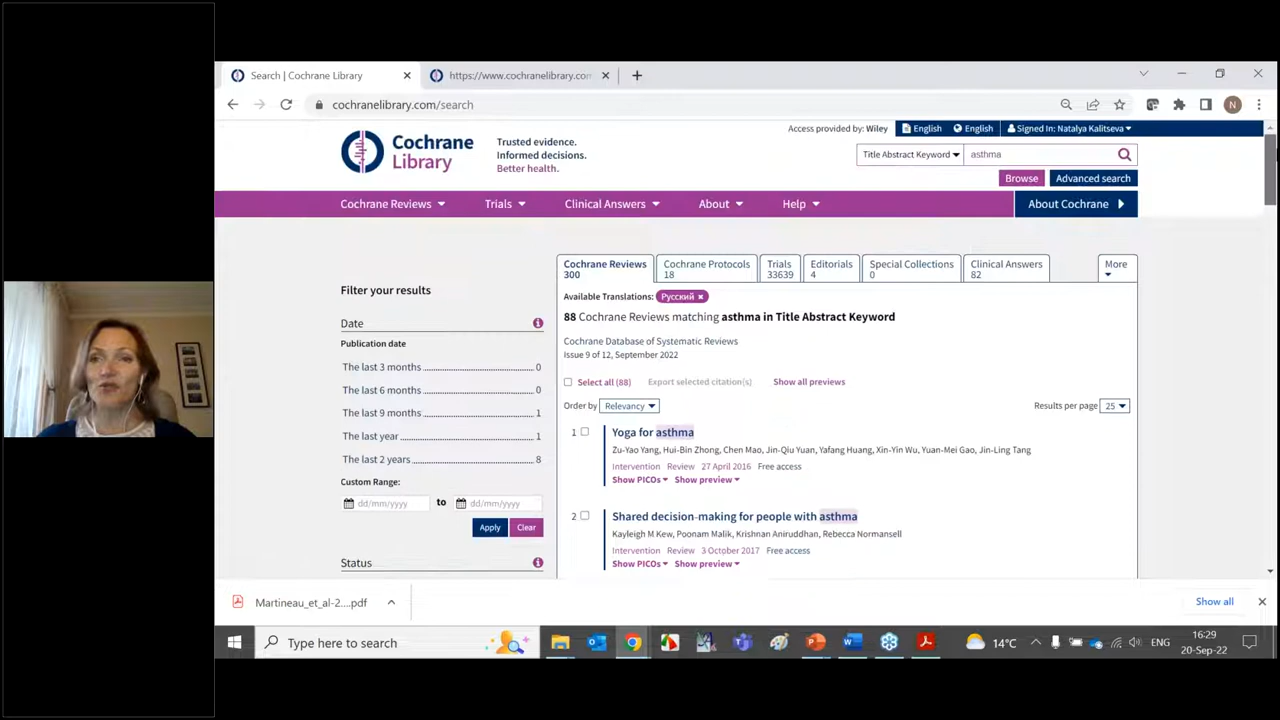 Search | Cochrane Library
https://www.cochranelibrary.com
cochranelibrary.com/search
N
Cochrane
Library
Trusted evidence.
Informed decisions.
Better health.
Access provided by: Wiley
English
English
Signed In: Natalya Kalitseva
Title Abstract Keyword
asthma
Browse
Advanced search
Cochrane Reviews
Trials
Clinical Answers
About
Help
About Cochrane
Filter your results
Date
Publication date
The last 3 months 0
The last 6 months 0
The last 9 months 1
The last year 1
The last 2 years 8
Custom Range:
dd/mm/yyyy to dd/mm/yyyy
Apply Clear
Status
Cochrane Reviews
300
Cochrane Protocols
18
Trials
33639
Editorials
4
Special Collections
0
Clinical Answers
82
More
Available Translations: Русский
88 Cochrane Reviews matching asthma in Title Abstract Keyword
Cochrane Database of Systematic Reviews
Issue 9 of 12, September 2022
Select all (88) Export selected citation(s) Show all previews
Order by Relevancy Results per page 25
1 Yoga for asthma
Zu-Yao Yang, Hui-Bin Zhong, Chen Mao, Jin-Qiu Yuan, Yafang Huang, Xin-Yin Wu, Yuan-Mei Gao, Jin-Ling Tang
Intervention Review 27 April 2016 Free access
Show PICOs Show preview
2 Shared decision-making for people with asthma
Kayleigh M Kew, Poonam Malik, Krishnan Aniruddhan, Rebecca Normansell
Intervention Review 3 October 2017 Free access
Show PICOs Show preview
Martineau_et_al-2....pdf
Show all
Type here to search
14°C
ENG
16:29
20-Sep-22